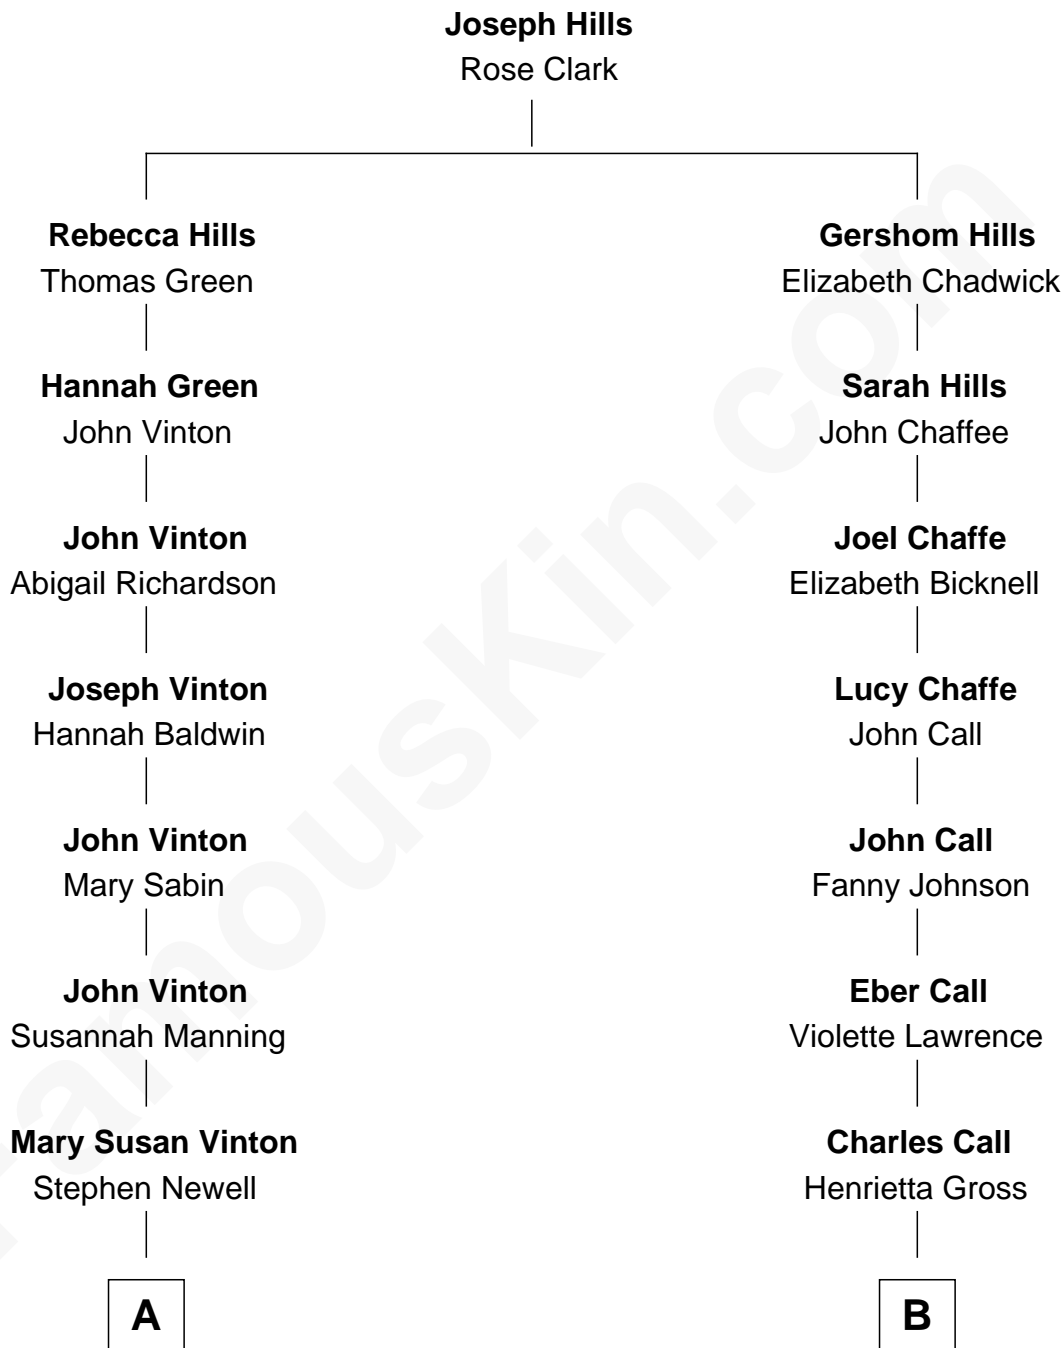 Joseph Hills
Rose Clark
Rebecca Hills
Thomas Green
Gershom Hills
Elizabeth Chadwick
Hannah Green
John Vinton
Sarah Hills
John Chaffee
John Vinton
Abigail Richardson
Joel Chaffe
Elizabeth Bicknell
Joseph Vinton
Hannah Baldwin
Lucy Chaffe
John Call
John Vinton
Mary Sabin
John Call
Fanny Johnson
John Vinton
Susannah Manning
Eber Call
Violette Lawrence
Mary Susan Vinton
Stephen Newell
Charles Call
Henrietta Gross
A
B
FamousKin.com